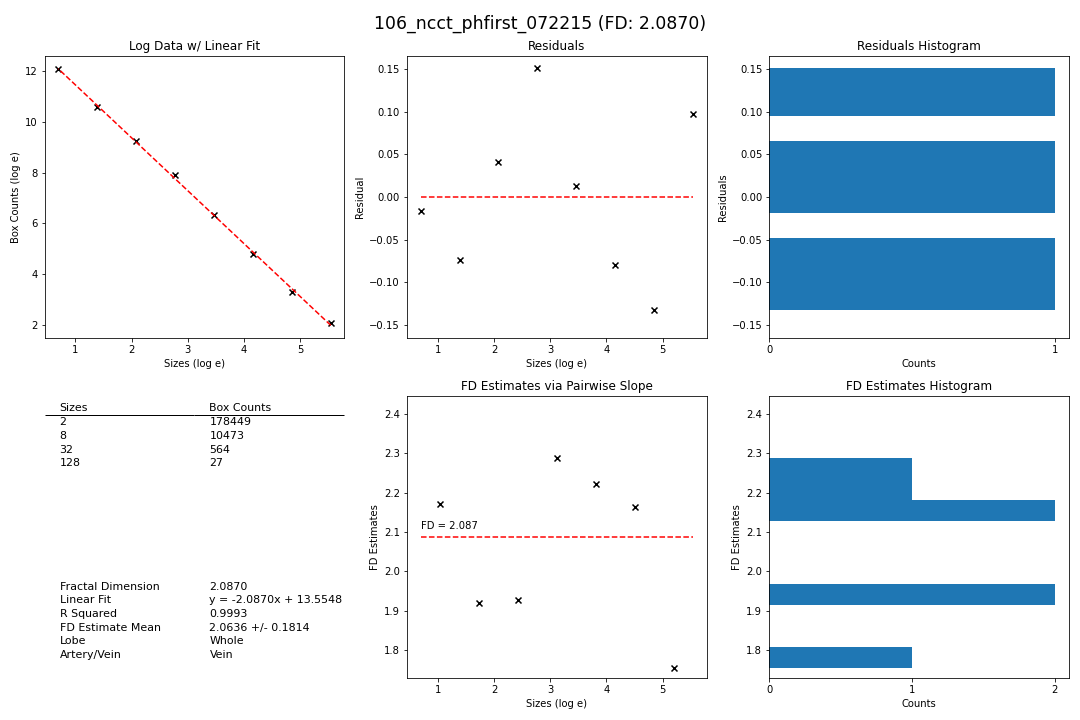 106_ncct_phfirst_072215 (FD: 2.0870)
Log Data w/ Linear Fit
Box Counts (log e)
12
10
8
6
4
2
1 2 3 4 5
Sizes (log e)
Residuals
Residual
0.15
0.10
0.05
0.00
−0.05
−0.10
−0.15
1 2 3 4 5
Sizes (log e)
Residuals Histogram
Residuals
0.15
0.10
0.05
0.00
−0.05
−0.10
−0.15
0 1
Counts
Sizes Box Counts
2 178449
8 10473
32 564
128 27
Fractal Dimension 2.0870
Linear Fit y = -2.0870x + 13.5548
R Squared 0.9993
FD Estimate Mean 2.0636 +/- 0.1814
Lobe Whole
Artery/Vein Vein
FD Estimates via Pairwise Slope
FD Estimates
2.4
2.3
2.2
2.1
2.0
1.9
1.8
FD = 2.087
1 2 3 4 5
Sizes (log e)
FD Estimates Histogram
FD Estimates
2.4
2.3
2.2
2.1
2.0
1.9
1.8
0 1 2
Counts